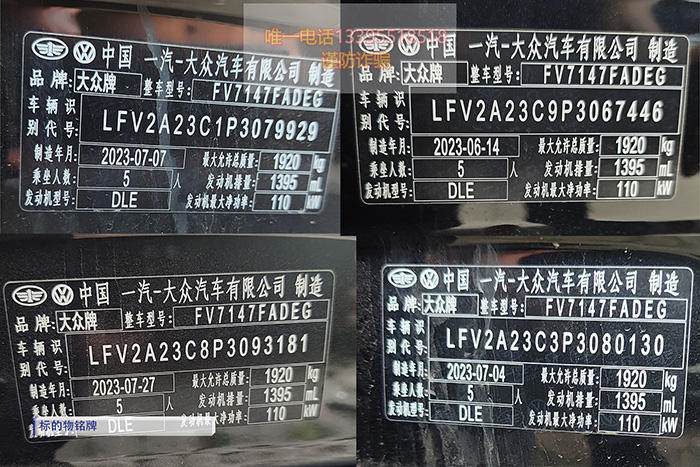 唯一电话
谨防诈骗
中国 一汽-大众汽车有限公司 制造
品牌: 大众牌 整车型号: FV7147FADEG
车辆识别代号: LFV2A23C1P3079929
制造年月: 2023-07-07 最大允许总质量: 1920 kg
乘坐人数: 5 人 发动机排量: 1395 mL
发动机型号: DLE 发动机最大净功率: 110 kW
中国 一汽-大众汽车有限公司 制造
品牌: 大众牌 整车型号: FV7147FADEG
车辆识别代号: LFV2A23C9P3067446
制造年月: 2023-06-14 最大允许总质量: 1920 kg
乘坐人数: 5 人 发动机排量: 1395 mL
发动机型号: DLE 发动机最大净功率: 110 kW
中国 一汽-大众汽车有限公司 制造
品牌: 大众牌 整车型号: FV7147FADEG
车辆识别代号: LFV2A23C8P3093181
制造年月: 2023-07-27 最大允许总质量: 1920 kg
乘坐人数: 5 人 发动机排量: 1395 mL
发动机型号: DLE 发动机最大净功率: 110 kW
标的物铭牌
中国 一汽-大众汽车有限公司 制造
品牌: 大众牌 整车型号: FV7147FADEG
车辆识别代号: LFV2A23C3P3080130
制造年月: 2023-07-04 最大允许总质量: 1920 kg
乘坐人数: 5 人 发动机排量: 1395 mL
发动机型号: DLE 发动机最大净功率: 110 kW